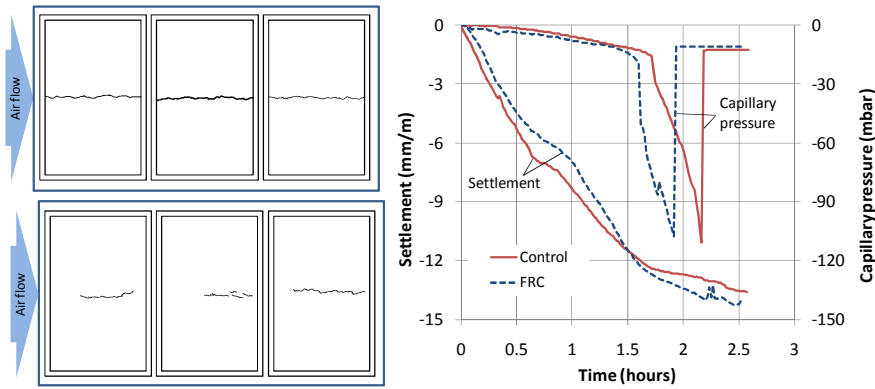 Air flow
Air flow
Settlement (mm/m)
0
-3
-6
-9
-12
-15
0
-30
-60
-90
-120
-150
Capillary pressure (mbar)
Capillary
pressure
Settlement
Control
FRC
0 0.5 1 1.5 2 2.5 3
Time (hours)